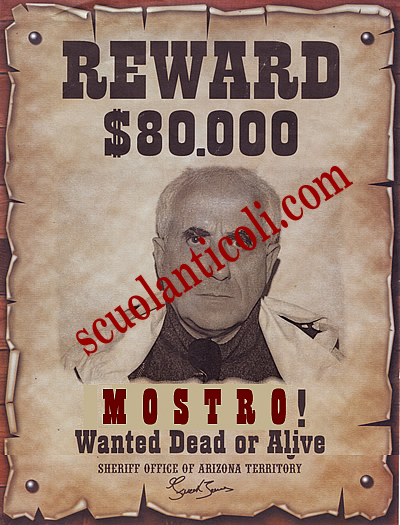 REWARD
$80.000
scuolanticoli.com
MOSTRO!
Wanted Dead or Alive
SHERIFF OFFICE OF ARIZONA TERRITORY